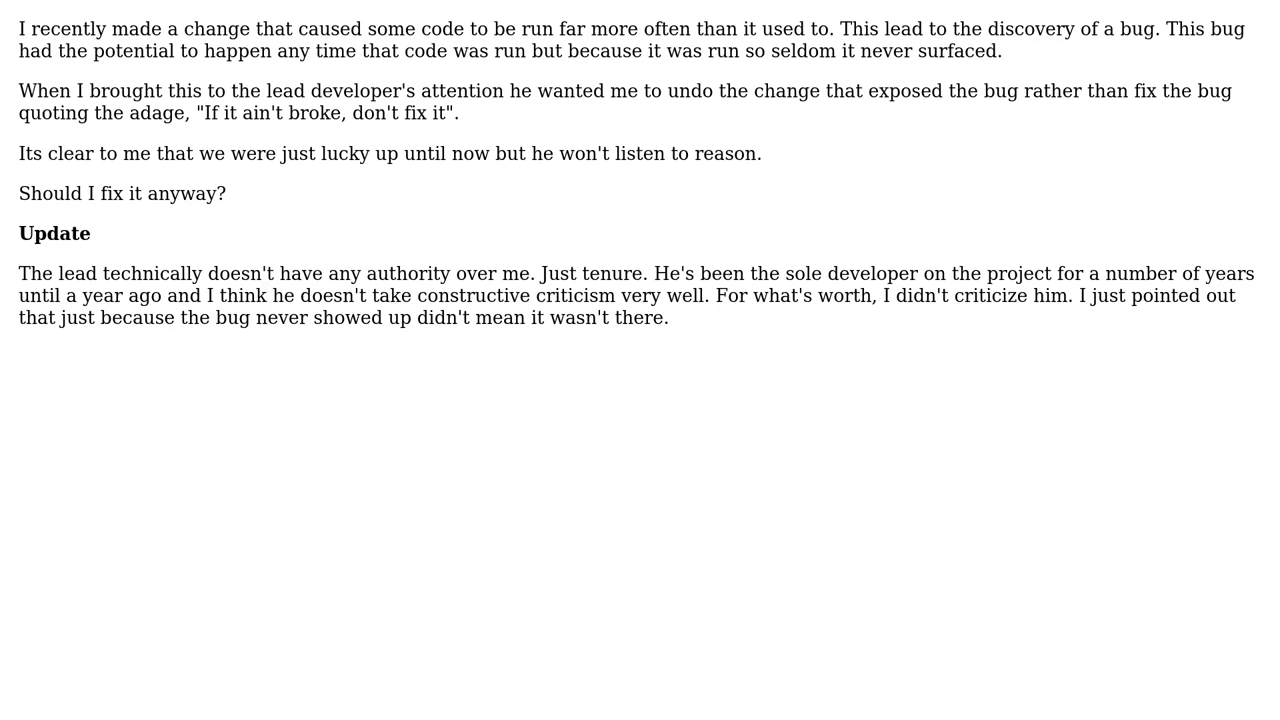 I recently made a change that caused some code to be run far more often than it used to. This lead to the discovery of a bug. This bug
had the potential to happen any time that code was run but because it was run so seldom it never surfaced.
When I brought this to the lead developer's attention he wanted me to undo the change that exposed the bug rather than fix the bug
quoting the adage, "If it ain't broke, don't fix it".
Its clear to me that we were just lucky up until now but he won't listen to reason.
Should I fix it anyway?
Update
The lead technically doesn't have any authority over me. Just tenure. He's been the sole developer on the project for a number of years
until a year ago and I think he doesn't take constructive criticism very well. For what's worth, I didn't criticize him. I just pointed out
that just because the bug never showed up didn't mean it wasn't there.